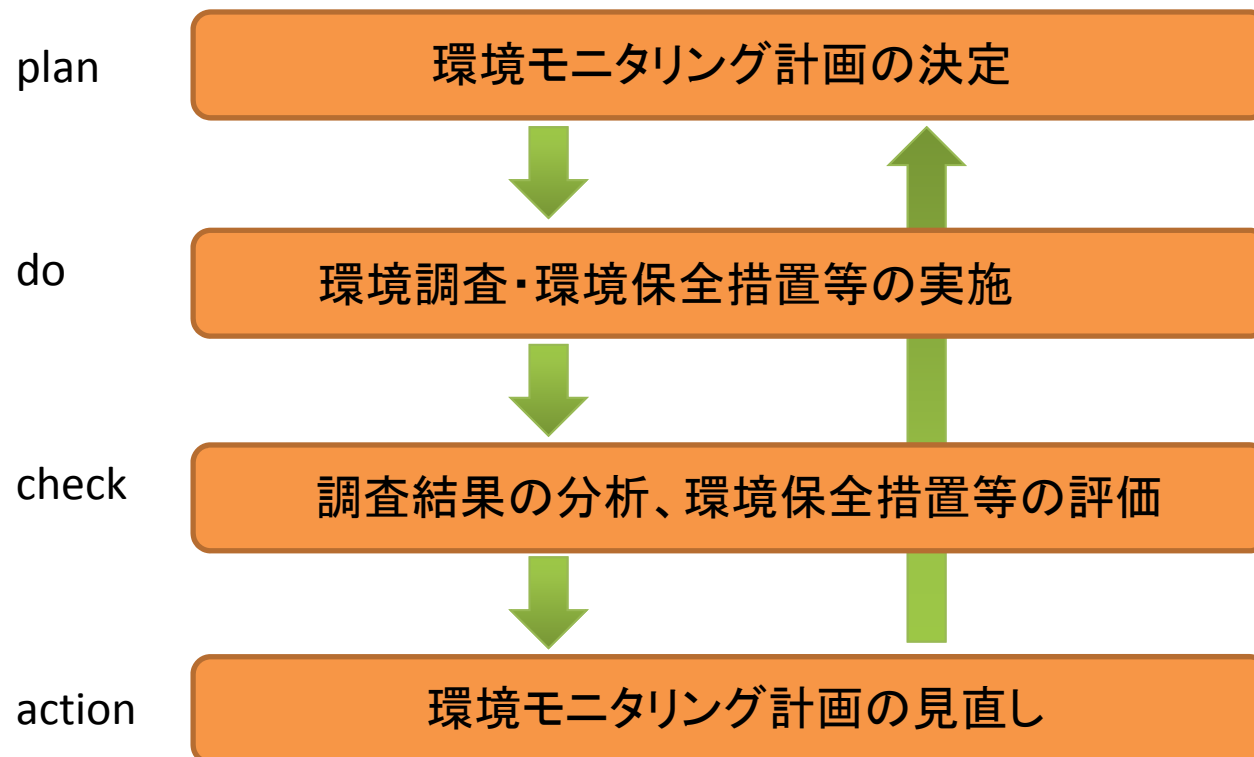 plan
環境モニタリング計画の決定
do
環境調査・環境保全措置等の実施
check
調査結果の分析、環境保全措置等の評価
action
環境モニタリング計画の見直し